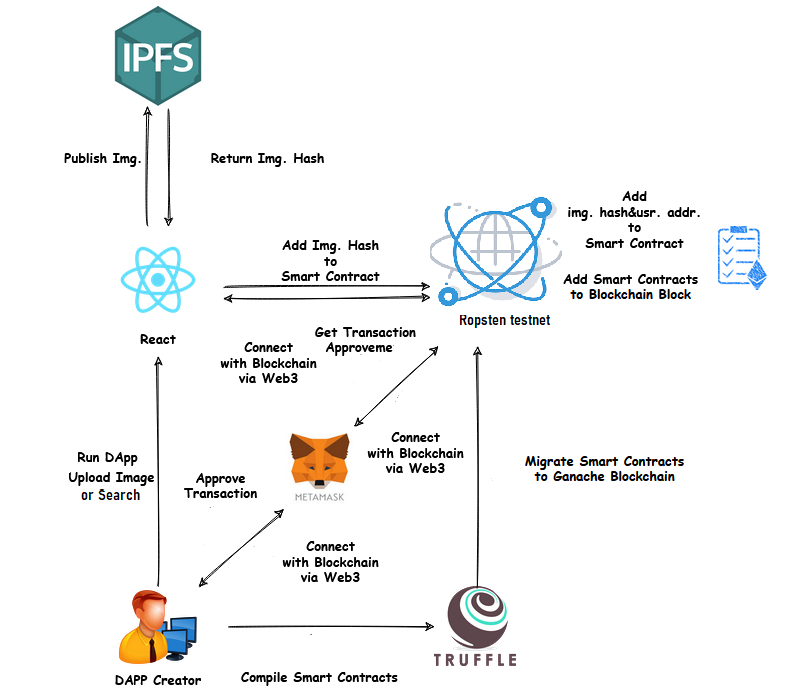 IPFS
Publish Img.
Return Img. Hash
Add
img. hash&usr. addr.
to
Smart Contract
Add Smart Contracts
to Blockchain Block
Add Img. Hash
to
Smart Contract
Ropsten testnet
React
Get Transaction
Approveme
Connect
with Blockchain
via Web3
Connect
with Blockchain
via Web3
Run DApp
Upload Image
or Search
Approve
Transaction
METAMASK
Migrate Smart Contracts
to Ganache Blockchain
Connect
with Blockchain
via Web3
TRUFFLE
DAPP Creator
Compile Smart Contracts